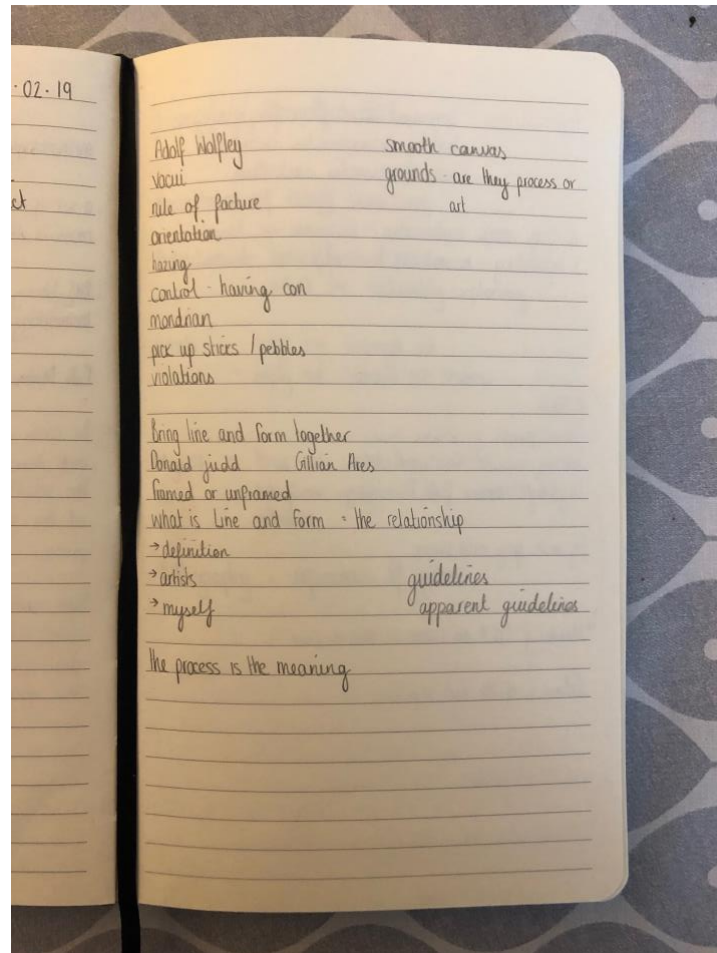 .02.19
ct
Adolf Wolfley
vacui
rule of facture
orientation
hazing
control - having con
mondrian
pick up sticks / pebbles
violations
smooth canvas
grounds - are they process or
art
Bring line and form together
Donald judd Gillian Ares
framed or unframed
what is Line and Form - the relationship
→ definition
→ artists
→ myself
guidelines
apparent guidelines
the process is the meaning